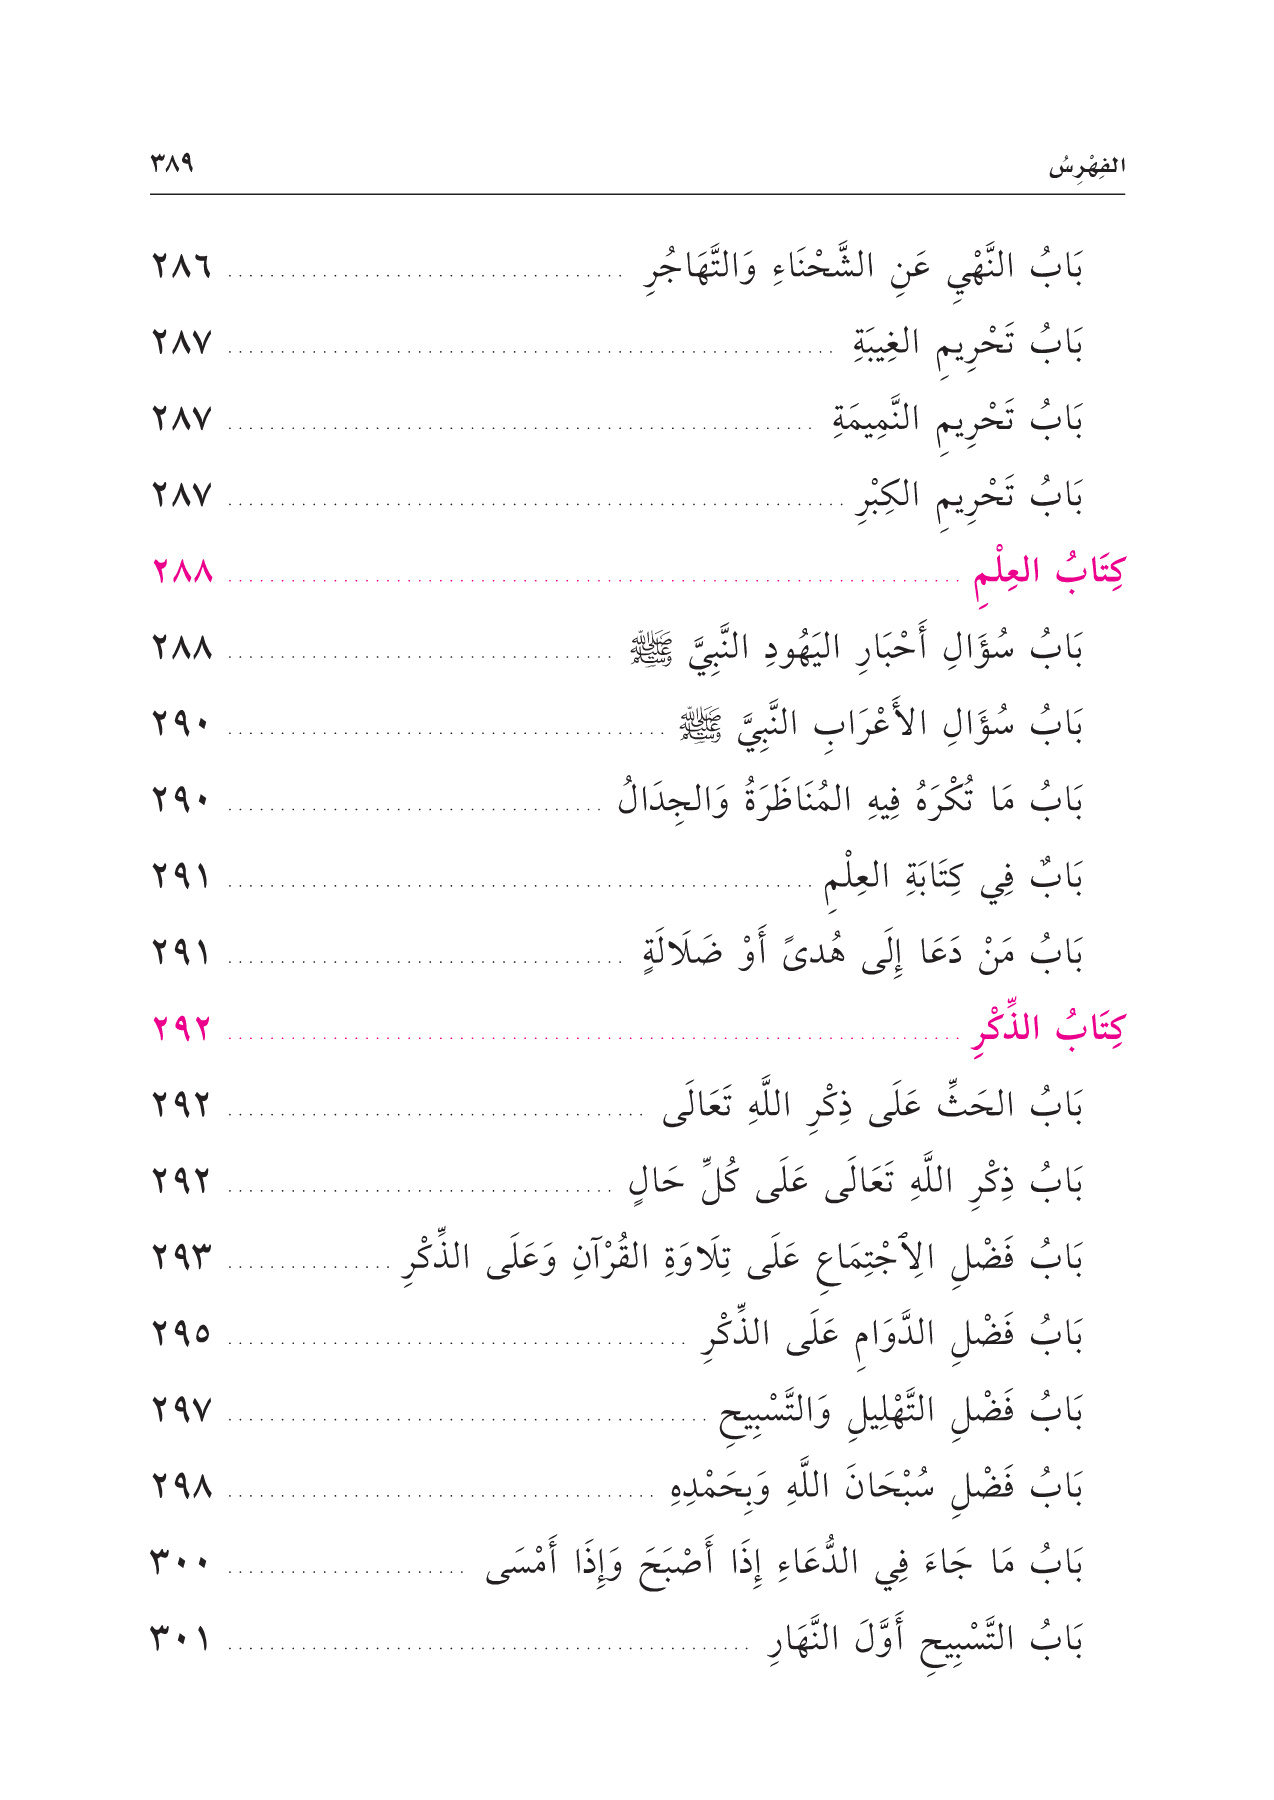 الفِهْرِسُ ٣٨٩
بَابُ النَّهْيِ عَنِ الشَّحْنَاءِ وَالتَّهَاجُرِ ٢٨٦
بَابُ تَحْرِيمِ الغِيبَةِ ٢٨٧
بَابُ تَحْرِيمِ النَّمِيمَةِ ٢٨٧
بَابُ تَحْرِيمِ الكِبْرِ ٢٨٧
كِتَابُ العِلْمِ ٢٨٨
بَابُ سُؤَالِ أَحْبَارِ اليَهُودِ النَّبِيَّ ﷺ ٢٨٨
بَابُ سُؤَالِ الأَعْرَابِ النَّبِيَّ ﷺ ٢٩٠
بَابُ مَا تُكْرَهُ فِيهِ المُنَاظَرَةُ وَالجِدَالُ ٢٩٠
بَابٌ فِي كِتَابَةِ العِلْمِ ٢٩١
بَابُ مَنْ دَعَا إِلَى هُدىً أَوْ ضَلَالَةٍ ٢٩١
كِتَابُ الذِّكْرِ ٢٩٢
بَابُ الحَثِّ عَلَى ذِكْرِ اللَّهِ تَعَالَى ٢٩٢
بَابُ ذِكْرِ اللَّهِ تَعَالَى عَلَى كُلِّ حَالٍ ٢٩٢
بَابُ فَضْلِ الِٱجْتِمَاعِ عَلَى تِلَاوَةِ القُرْآنِ وَعَلَى الذِّكْرِ ٢٩٣
بَابُ فَضْلِ الدَّوَامِ عَلَى الذِّكْرِ ٢٩٥
بَابُ فَضْلِ التَّهْلِيلِ وَالتَّسْبِيحِ ٢٩٧
بَابُ فَضْلِ سُبْحَانَ اللَّهِ وَبِحَمْدِهِ ٢٩٨
بَابُ مَا جَاءَ فِي الدُّعَاءِ إِذَا أَصْبَحَ وَإِذَا أَمْسَى ٣٠٠
بَابُ التَّسْبِيحِ أَوَّلَ النَّهَارِ ٣٠١